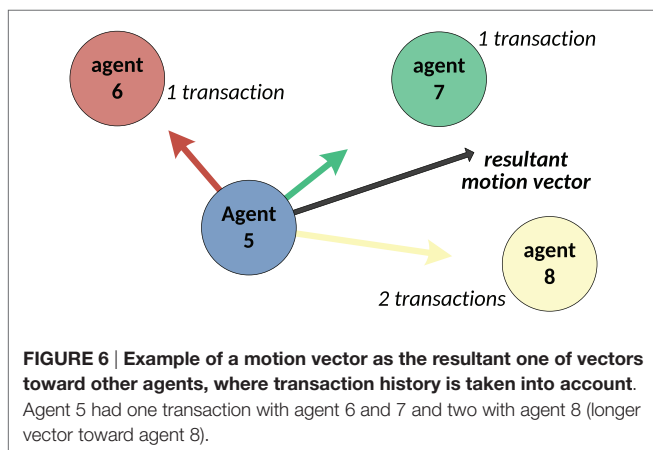 agent
6
1 transaction
1 transaction
agent
7
resultant
motion vector
Agent
5
agent
8
2 transactions
FIGURE 6 | Example of a motion vector as the resultant one of vectors
toward other agents, where transaction history is taken into account.
Agent 5 had one transaction with agent 6 and 7 and two with agent 8 (longer
vector toward agent 8).